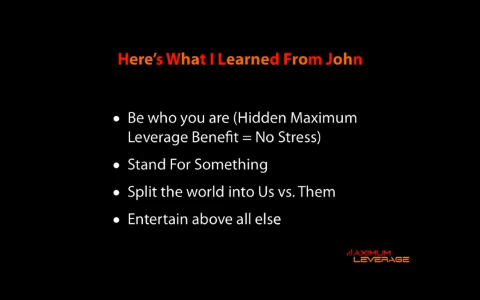 Here's What I Learned From John
Be who you are (Hidden Maximum
Leverage Benefit = No Stress)
Stand For Something
Split the world into Us vs. Them
Entertain above all else
MAXIMUM
LEVERAGE